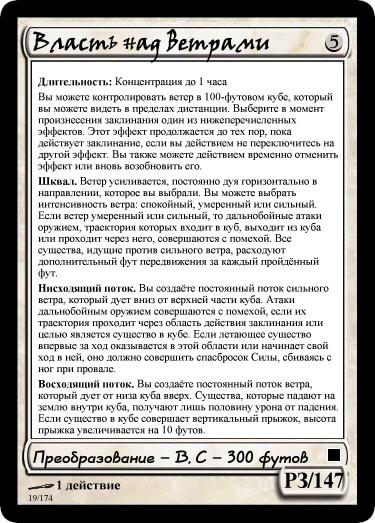 Власть над Ветрами 5
Длительность: Концентрация до 1 часа
Вы можете контролировать ветер в 100-футовом кубе, который
вы можете видеть в пределах дистанции. Выберите в момент
произнесения заклинания один из нижеперечисленных
эффектов. Этот эффект продолжается до тех пор, пока
действует заклинание, если вы действием не переключитесь на
другой эффект. Вы также можете действием временно отменить
эффект или вновь возобновить его.
Шквал. Ветер усиливается, постоянно дуя горизонтально в
направлении, которое вы выбрали. Вы можете выбрать
интенсивность ветра: спокойный, умеренный или сильный.
Если ветер умеренный или сильный, то дальнобойные атаки
оружием, траектория которых входит в куб, выходит из куба
или проходит через него, совершаются с помехой. Все
существа, идущие против сильного ветра, расходуют
дополнительный фут передвижения за каждый пройдённый
фут.
Нисходящий поток. Вы создаёте постоянный поток сильного
ветра, который дует вниз от верхней части куба. Атаки
дальнобойным оружием совершаются с помехой, если их
траектория проходит через область действия заклинания или
целью является существо в кубе. Если летающее существо
впервые за ход оказывается в этой области или начинает свой
ход в ней, оно должно совершить спасбросок Силы, сбиваясь с
ног при провале.
Восходящий поток. Вы создаёте постоянный поток ветра,
который дует от низа куба вверх. Существа, которые падают на
землю внутри куба, получают лишь половину урона от падения.
Если существо в кубе совершает вертикальный прыжок, высота
прыжка увеличивается на 10 футов.
Преобразование – В, С – 300 футов
РЗ/147
1 действие
19/174